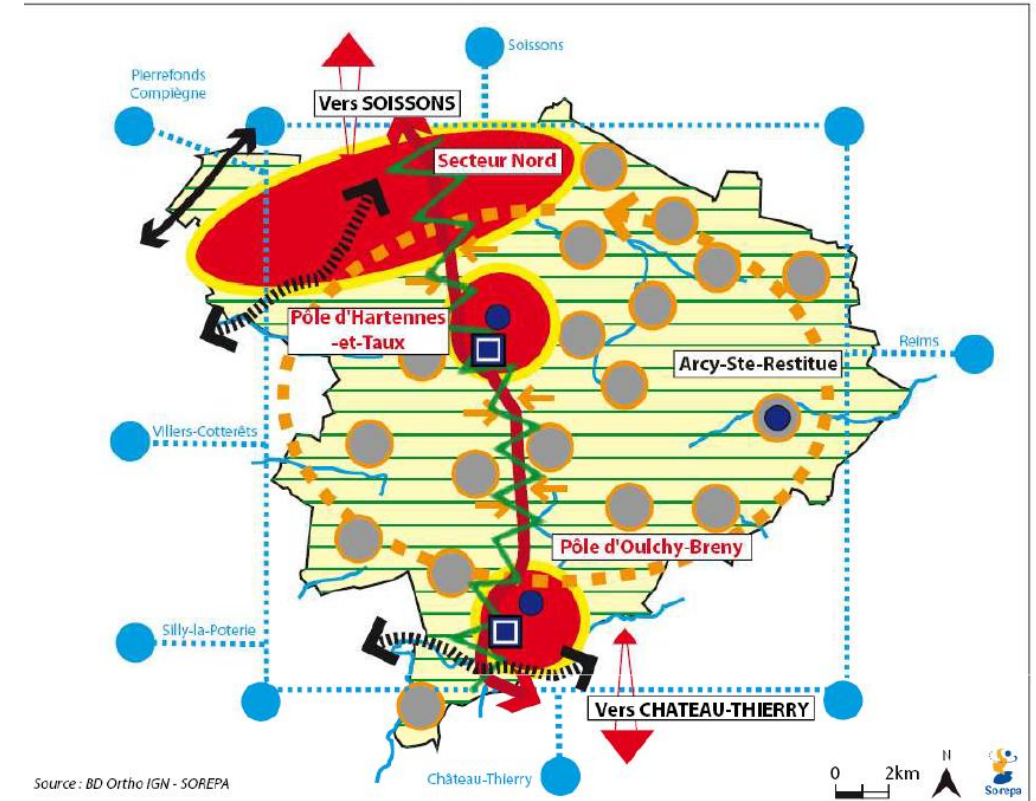 Soissons
Pierrefonds
Compiègne
Vers SOISSONS
Secteur Nord
Pôle d'Hartennes
-et-Taux
Reims
Arcy-Ste-Restitue
Villers-Cotterêts
Pôle d'Oulchy-Breny
Silly-la-Poterie
Vers CHATEAU-THIERRY
Château-Thierry
Source : BD Ortho IGN - SOREPA
0 2km
N
Sorepa